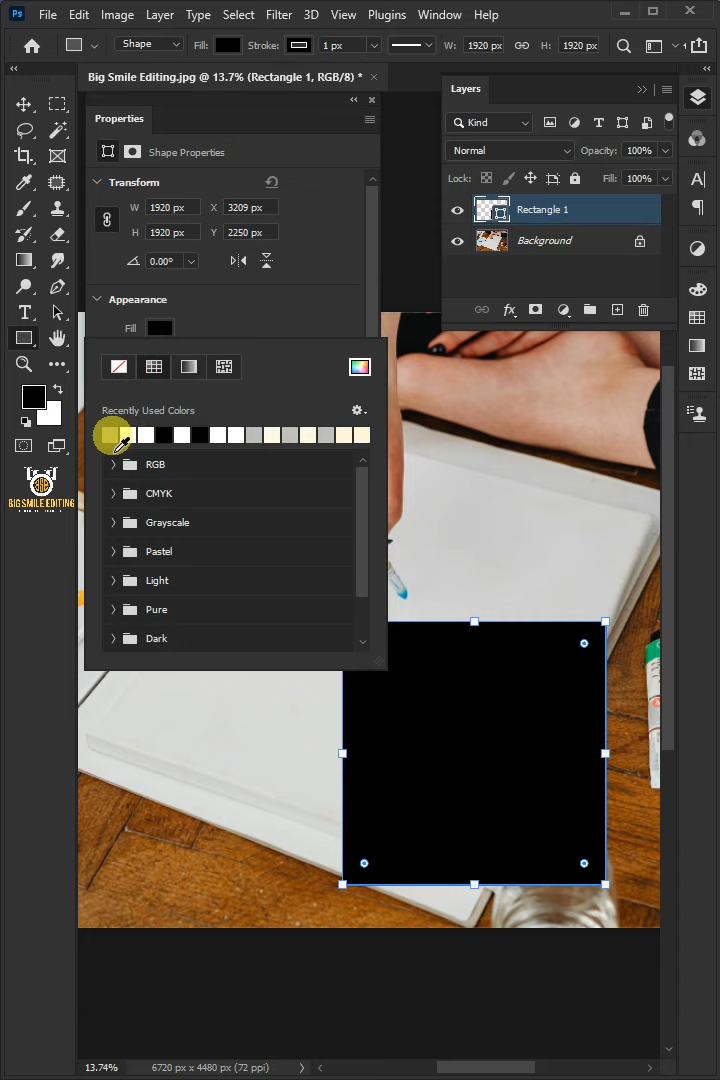 Ps File Edit Image Layer Type Select Filter 3D View Plugins Window Help
Shape Fill: Stroke: 1 px W: 1920 px H: 1920 px
Big Smile Editing.jpg @ 13.7% (Rectangle 1, RGB/8) *
Properties
Shape Properties
Transform
W 1920 px X 3209 px
H 1920 px Y 2250 px
0.00°
Appearance
Fill
Recently Used Colors
RGB
CMYK
Grayscale
Pastel
Light
Pure
Dark
Layers
Kind
Normal Opacity: 100%
Lock: Fill: 100%
Rectangle 1
Background
BIG SMILE EDITING
13.74% 6720 px x 4480 px (72 ppi)